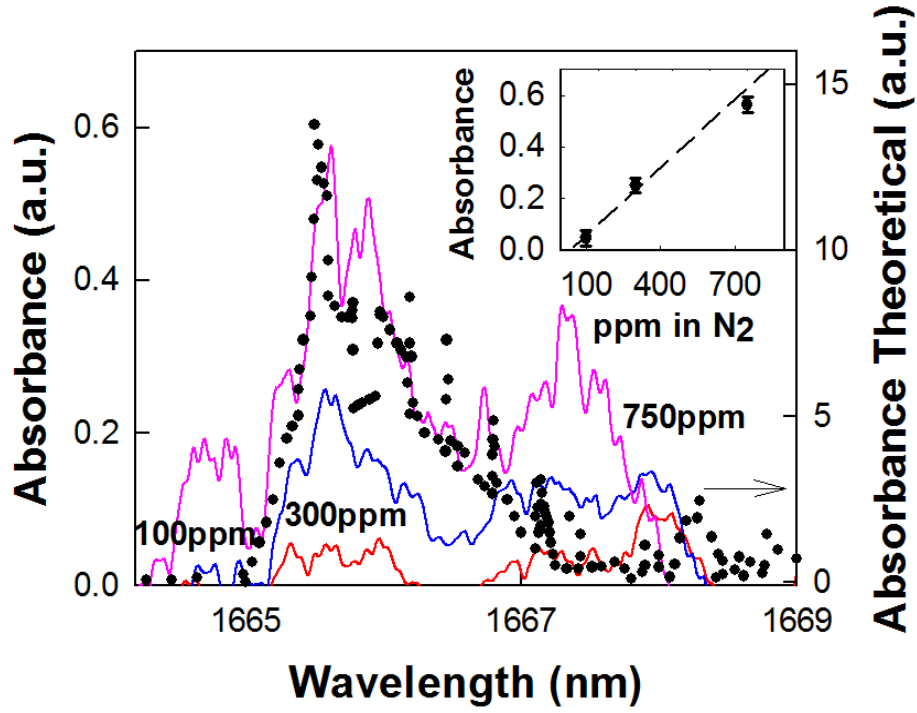 Absorbance (a.u.)
0.6
0.4
0.2
0.0
Absorbance
0.6
0.4
0.2
0.0
100
400
700
ppm in N2
15
10
5
0
Absorbance Theoretical (a.u.)
750ppm
300ppm
100ppm
1665
1667
1669
Wavelength (nm)